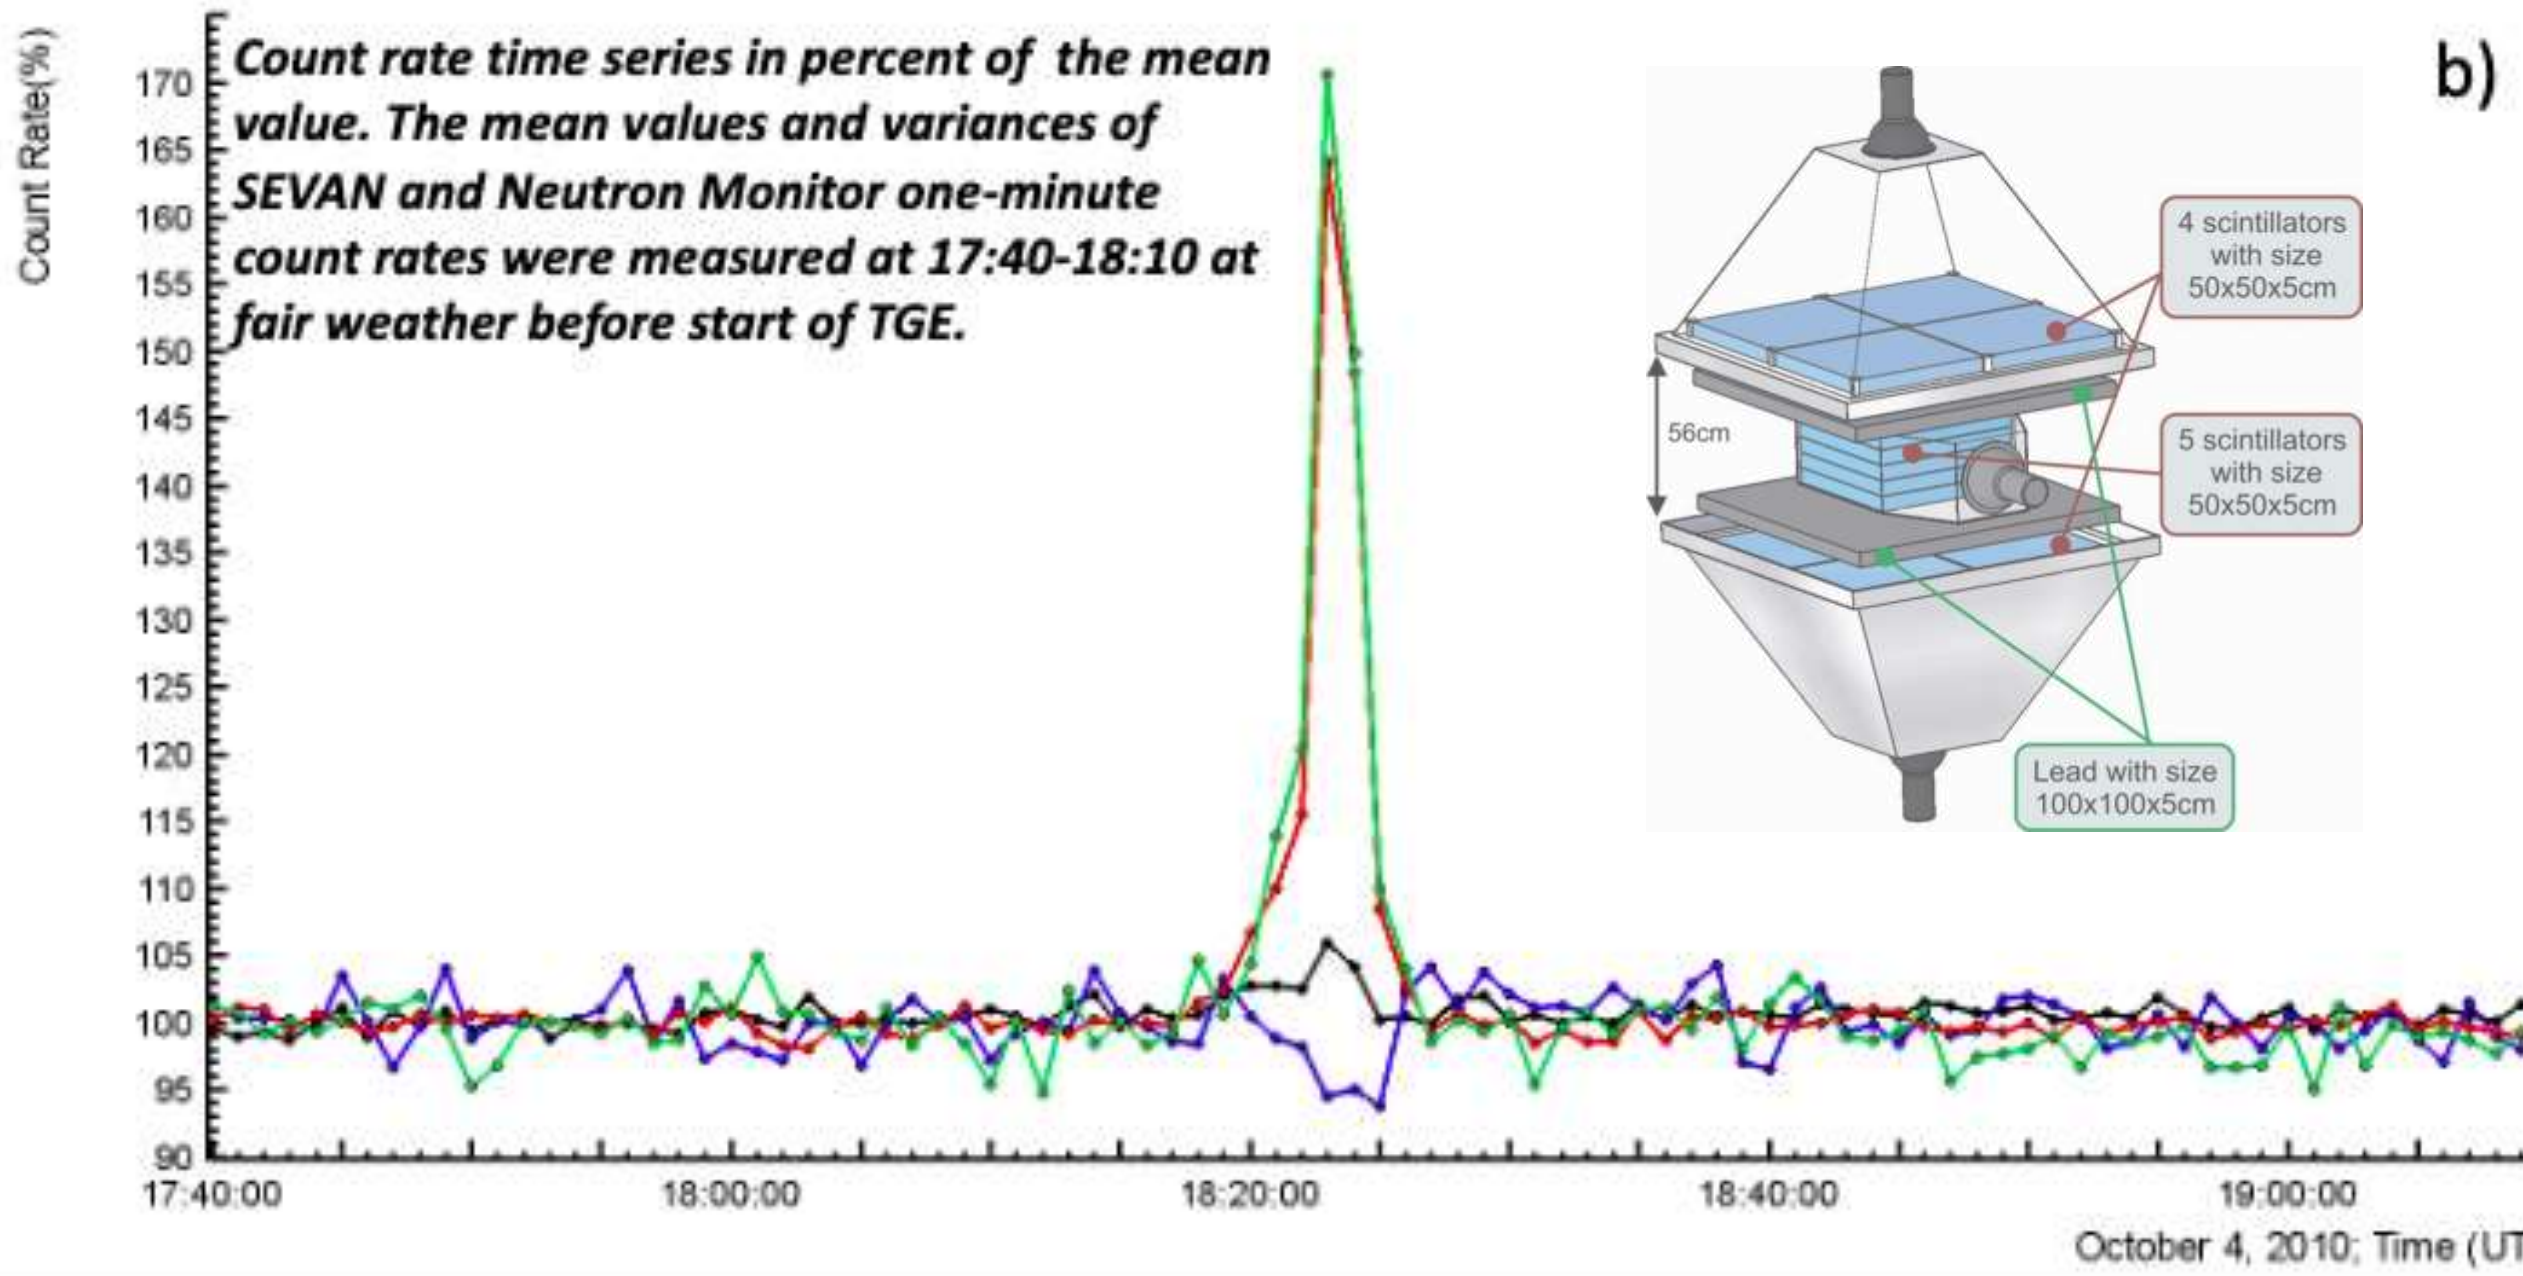 Count Rate(%)
Count rate time series in percent of the mean
value. The mean values and variances of
SEVAN and Neutron Monitor one-minute
count rates were measured at 17:40-18:10 at
fair weather before start of TGE.
b)
170
165
160
155
150
145
140
135
130
125
120
115
110
105
100
95
90
4 scintillators
with size
50x50x5cm
56cm
5 scintillators
with size
50x50x5cm
Lead with size
100x100x5cm
17:40:00 18:00:00 18:20:00 18:40:00 19:00:00
October 4, 2010; Time (UT